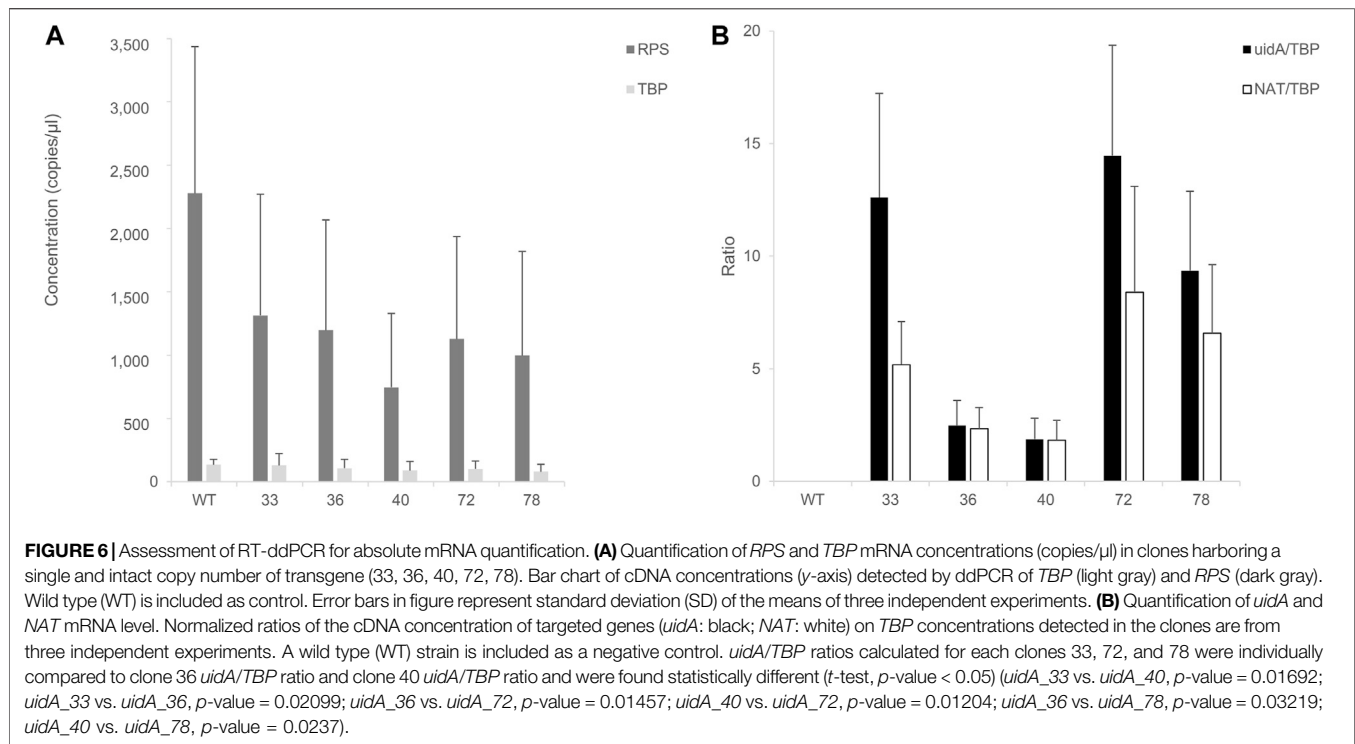 A
3,500
3,000
2,500
2,000
1,500
1,000
500
0
Concentration (copies/µl)
RPS
TBP
WT 33 36 40 72 78
B
20
15
10
5
0
Ratio
uidA/TBP
NAT/TBP
WT 33 36 40 72 78
FIGURE 6 | Assessment of RT-ddPCR for absolute mRNA quantification. (A) Quantification of RPS and TBP mRNA concentrations (copies/µl) in clones harboring a
single and intact copy number of transgene (33, 36, 40, 72, 78). Bar chart of cDNA concentrations (y-axis) detected by ddPCR of TBP (light gray) and RPS (dark gray).
Wild type (WT) is included as control. Error bars in figure represent standard deviation (SD) of the means of three independent experiments. (B) Quantification of uidA and
NAT mRNA level. Normalized ratios of the cDNA concentration of targeted genes (uidA: black; NAT: white) on TBP concentrations detected in the clones are from
three independent experiments. A wild type (WT) strain is included as a negative control. uidA/TBP ratios calculated for each clones 33, 72, and 78 were individually
compared to clone 36 uidA/TBP ratio and clone 40 uidA/TBP ratio and were found statistically different (t-test, p-value < 0.05) (uidA_33 vs. uidA_40, p-value = 0.01692;
uidA_33 vs. uidA_36, p-value = 0.02099; uidA_36 vs. uidA_72, p-value = 0.01457; uidA_40 vs. uidA_72, p-value = 0.01204; uidA_36 vs. uidA_78, p-value = 0.03219;
uidA_40 vs. uidA_78, p-value = 0.0237).